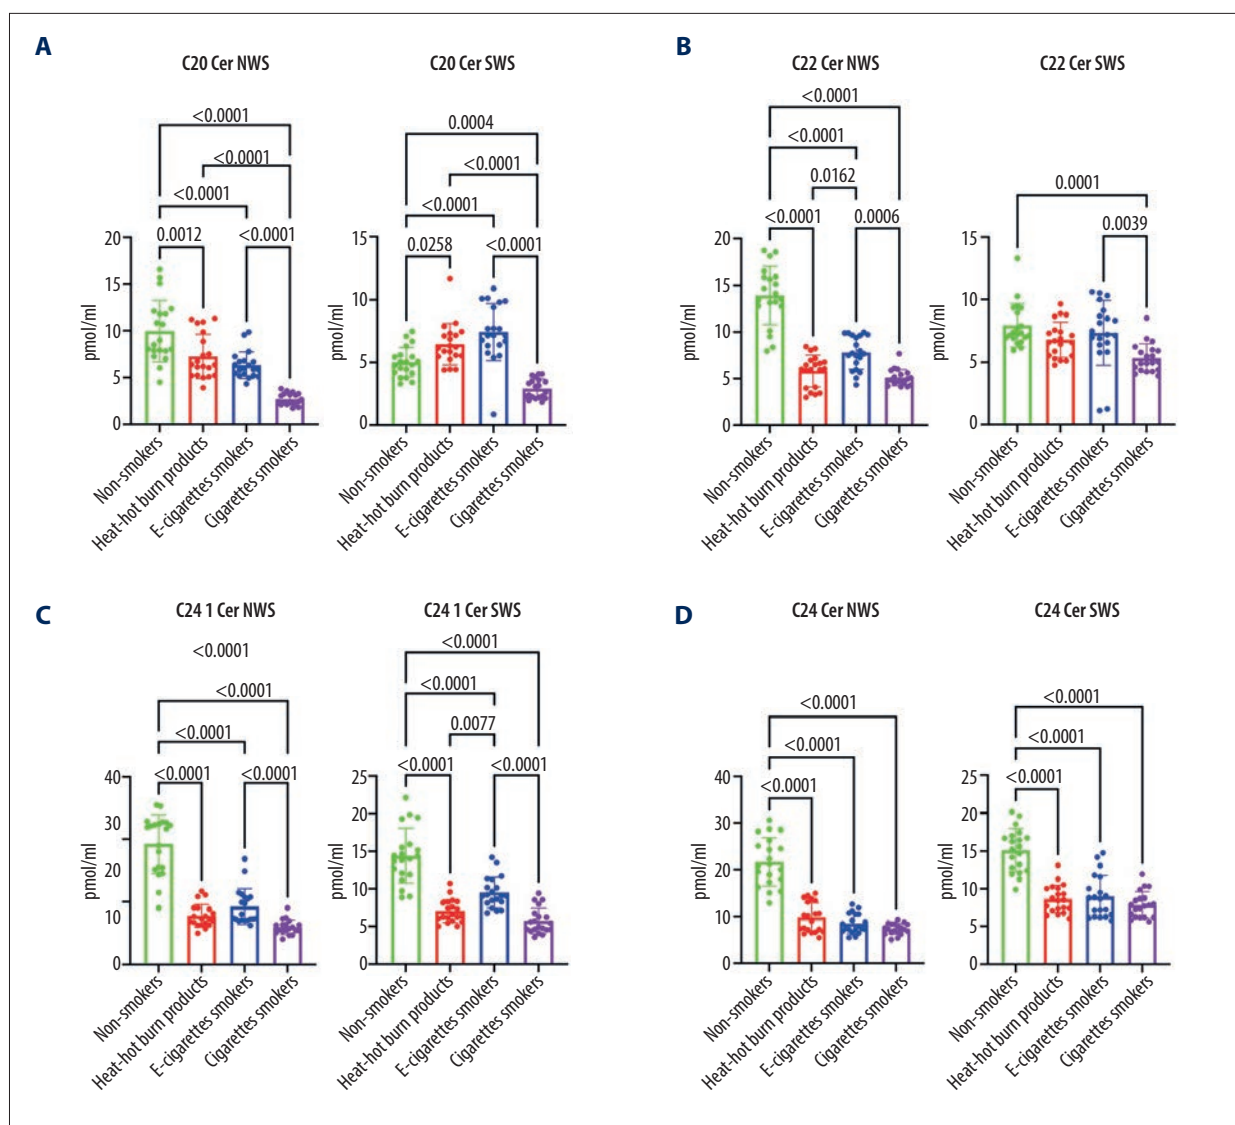 A
C20 Cer NWS
<0.0001
<0.0001
<0.0001
0.0012
<0.0001
20
15
10
5
0
pmol/ml
Non-smokers
Heat-hot burn products
E-cigarettes smokers
Cigarettes smokers
C20 Cer SWS
0.0004
<0.0001
<0.0001
0.0258
<0.0001
15
10
5
0
pmol/ml
Non-smokers
Heat-hot burn products
E-cigarettes smokers
Cigarettes smokers
B
C22 Cer NWS
<0.0001
<0.0001
0.0162
<0.0001
0.0006
20
15
10
5
0
pmol/ml
Non-smokers
Heat-hot burn products
E-cigarettes smokers
Cigarettes smokers
C22 Cer SWS
0.0001
0.0039
15
10
5
0
pmol/ml
Non-smokers
Heat-hot burn products
E-cigarettes smokers
Cigarettes smokers
C
C24 1 Cer NWS
<0.0001
<0.0001
<0.0001
<0.0001
<0.0001
40
30
20
10
0
pmol/ml
Non-smokers
Heat-hot burn products
E-cigarettes smokers
Cigarettes smokers
C24 1 Cer SWS
<0.0001
<0.0001
0.0077
<0.0001
<0.0001
25
20
15
10
5
0
pmol/ml
Non-smokers
Heat-hot burn products
E-cigarettes smokers
Cigarettes smokers
D
C24 Cer NWS
<0.0001
<0.0001
<0.0001
40
30
20
10
0
pmol/ml
Non-smokers
Heat-hot burn products
E-cigarettes smokers
Cigarettes smokers
C24 Cer SWS
<0.0001
<0.0001
<0.0001
25
20
15
10
5
0
pmol/ml
Non-smokers
Heat-hot burn products
E-cigarettes smokers
Cigarettes smokers